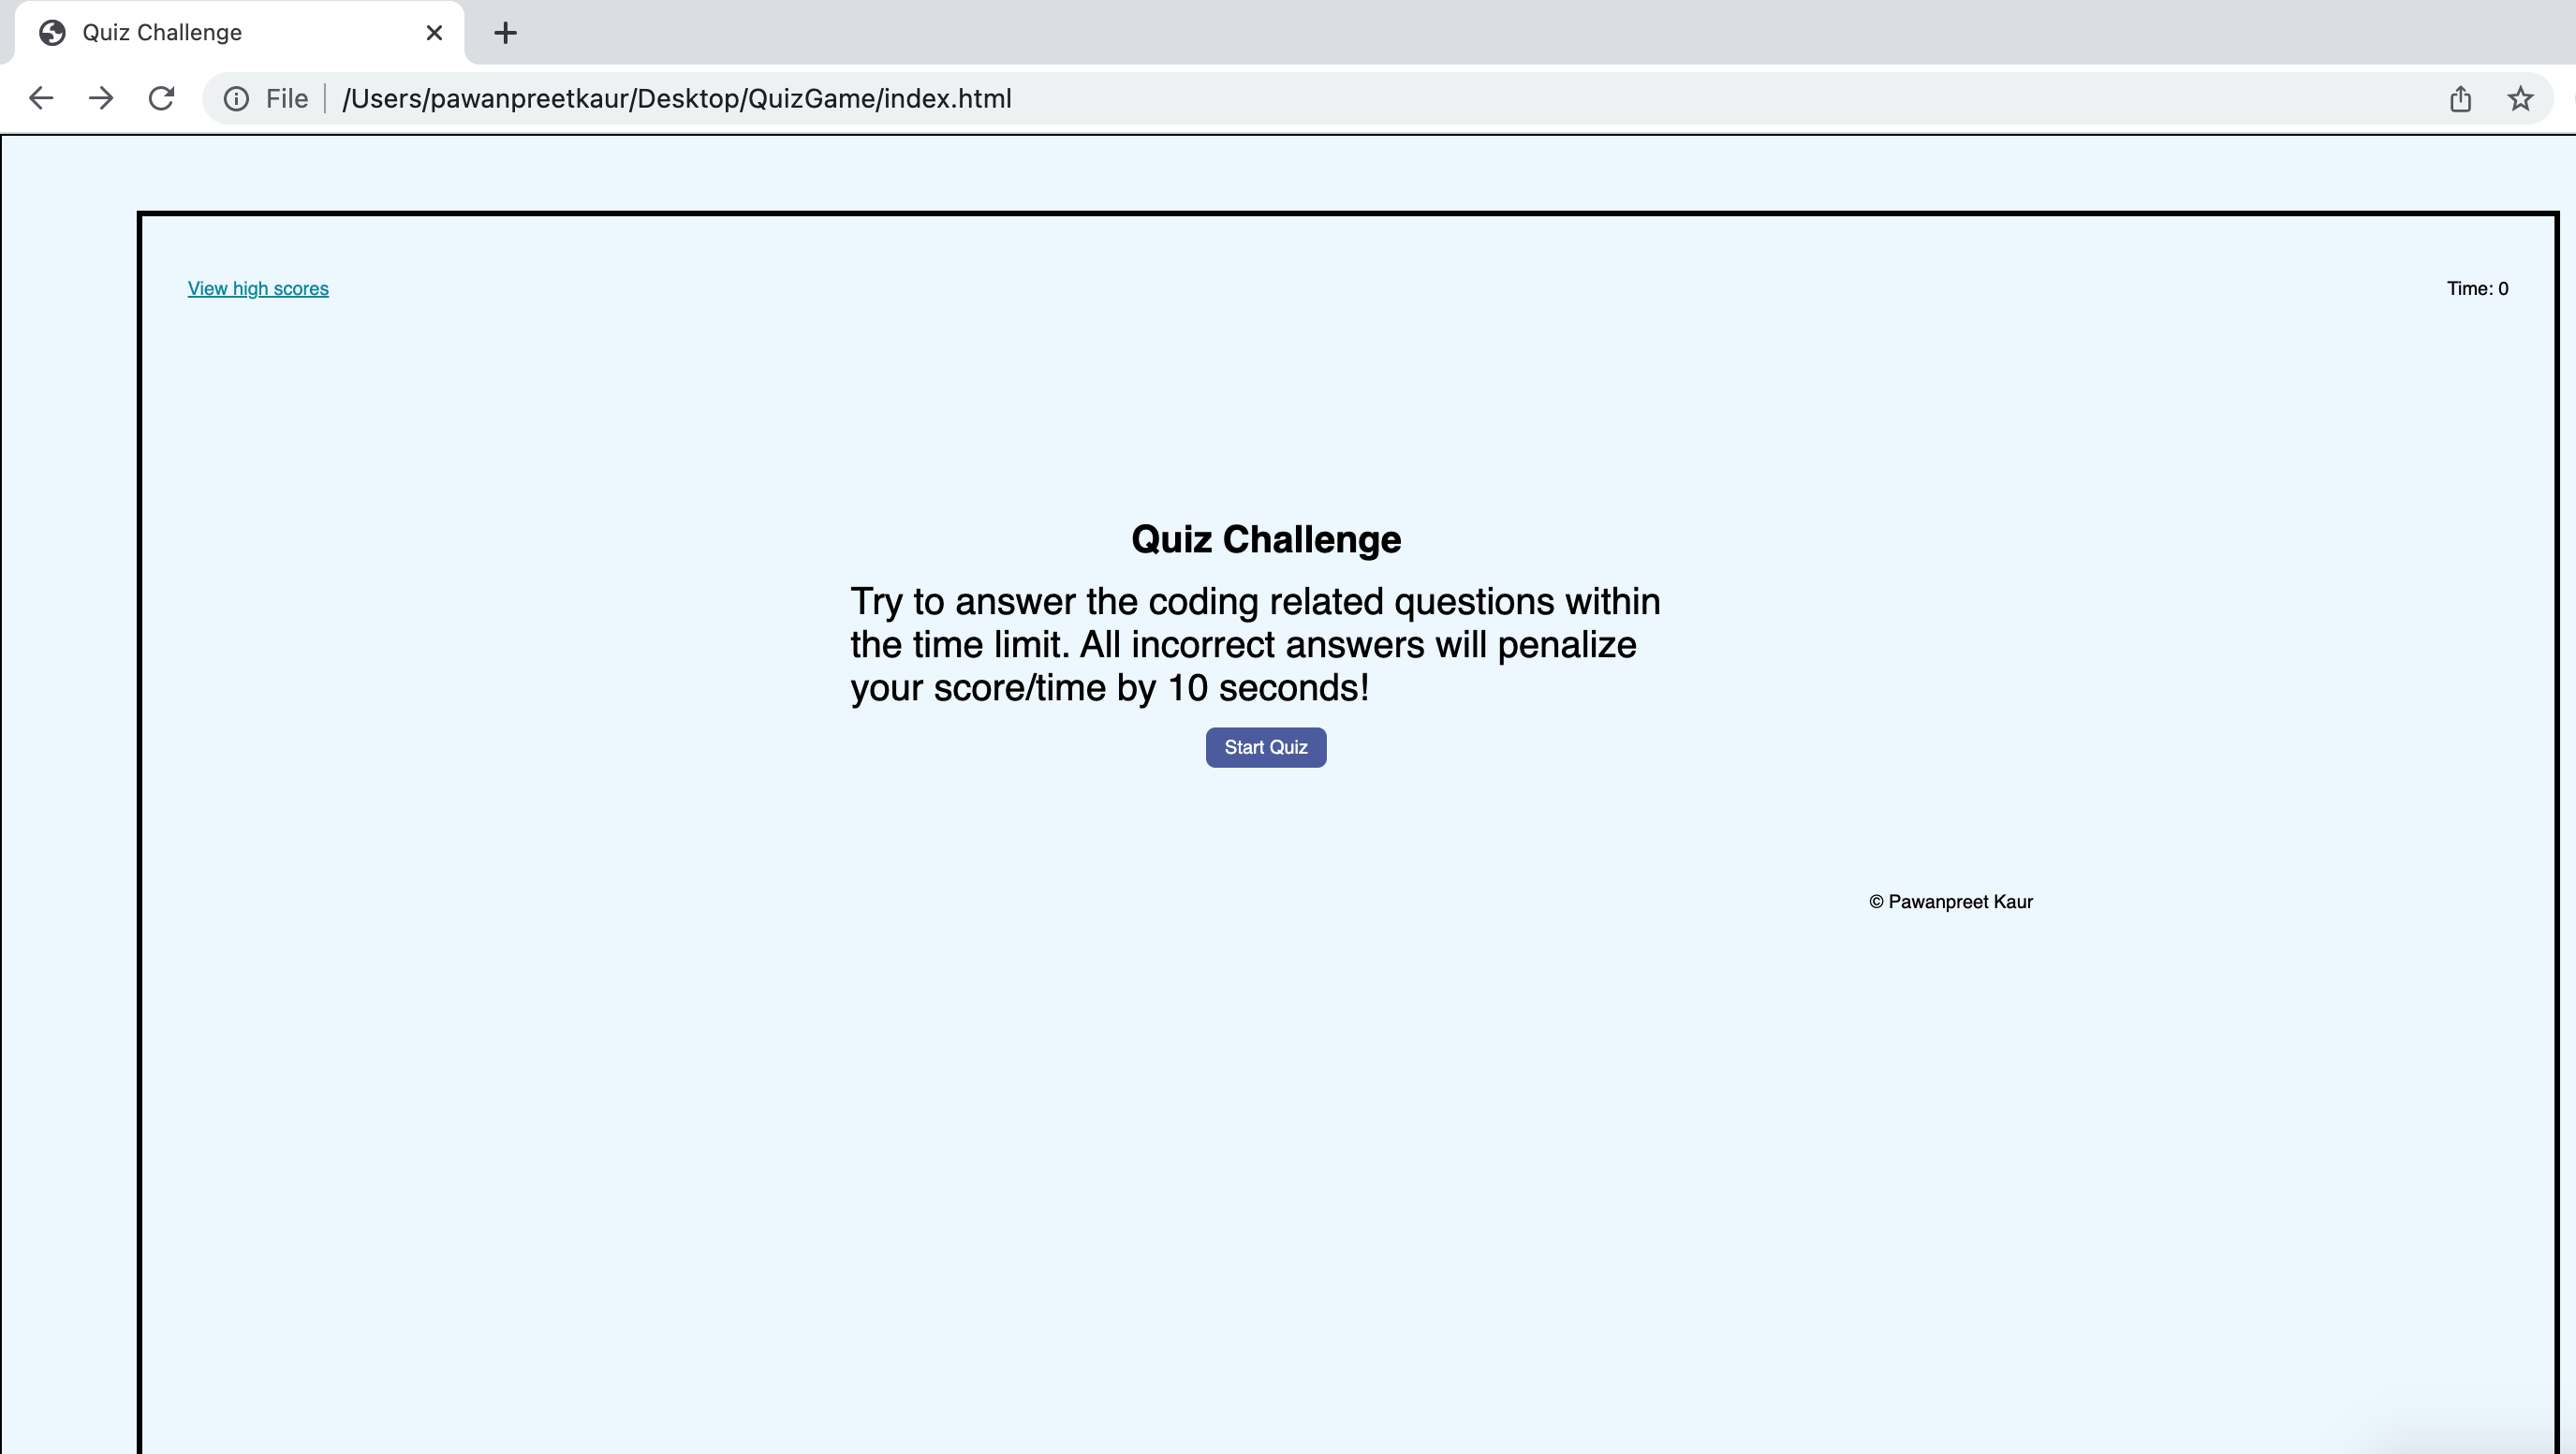 Quiz Challenge
File /Users/pawanpreetkaur/Desktop/QuizGame/index.html
View high scores
Time: 0
Quiz Challenge
Try to answer the coding related questions within
the time limit. All incorrect answers will penalize
your score/time by 10 seconds!
Start Quiz
© Pawanpreet Kaur